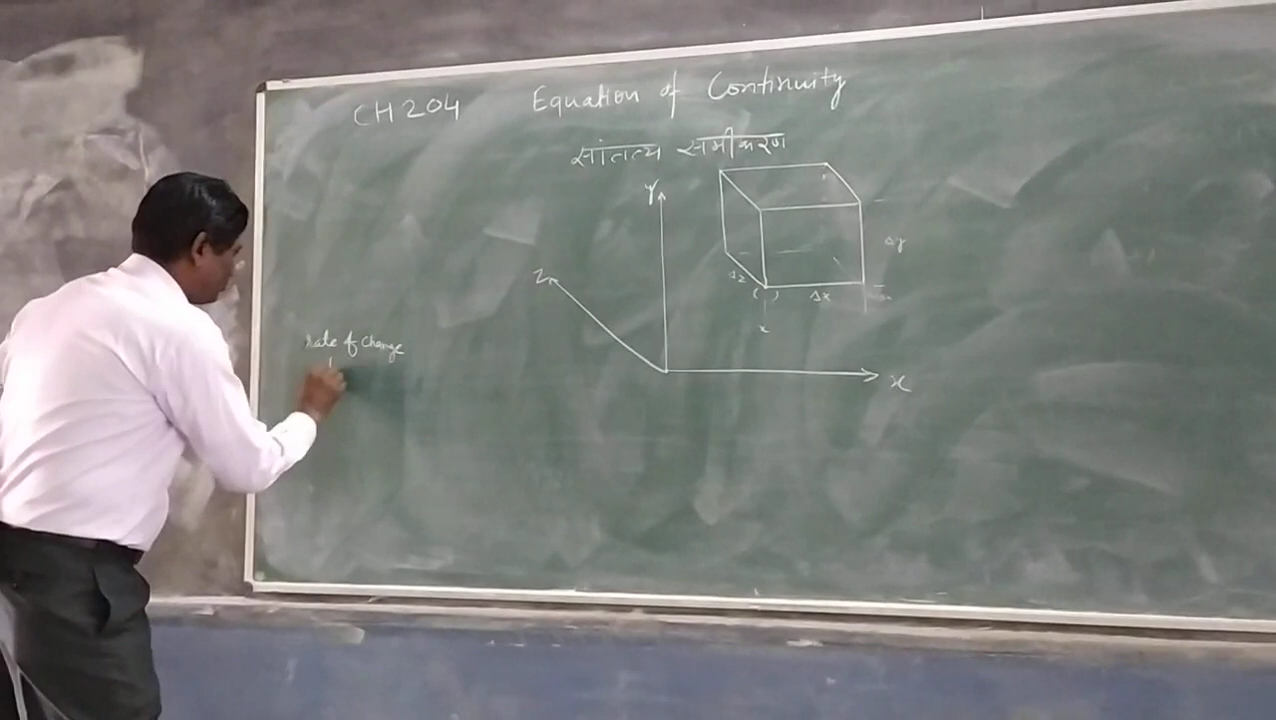 CH 204
Equation of Continuity
सांतत्य समीकरण
Y
Z
Δy
Δz
( )
Δx
x
rate of change
x